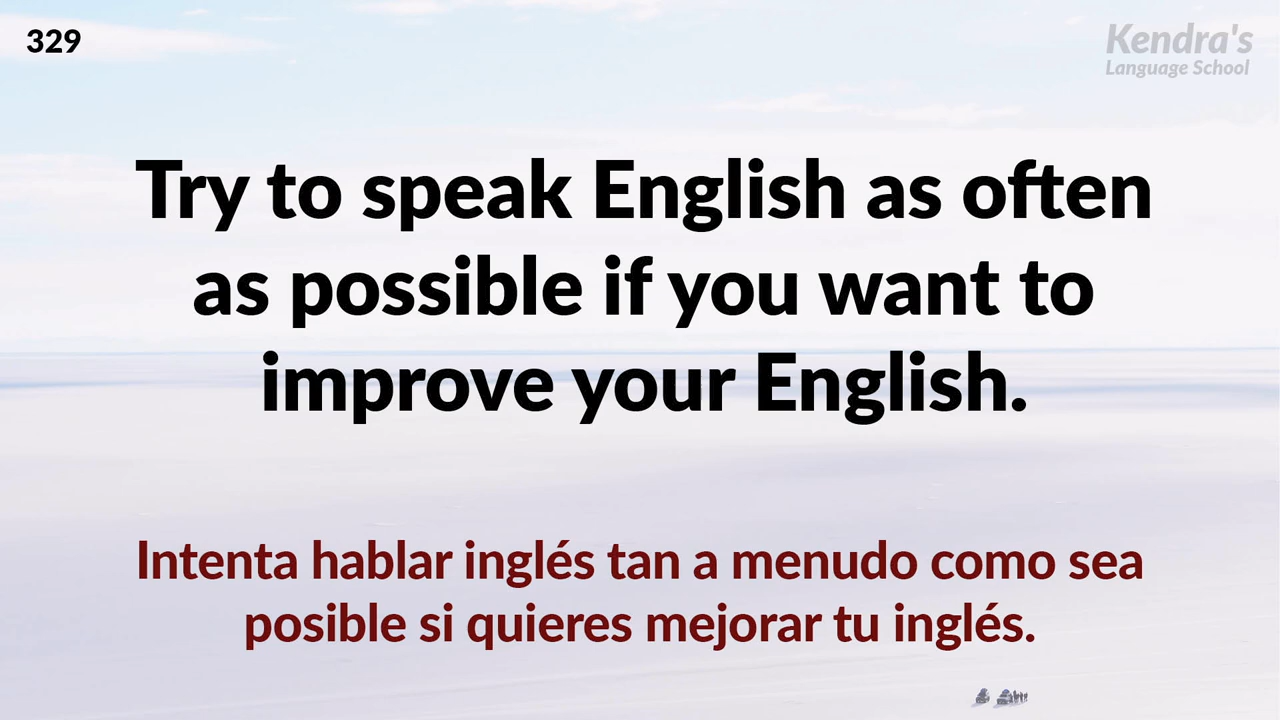 329
Kendra's
Language School
Try to speak English as often
as possible if you want to
improve your English.
Intenta hablar inglés tan a menudo como sea
posible si quieres mejorar tu inglés.